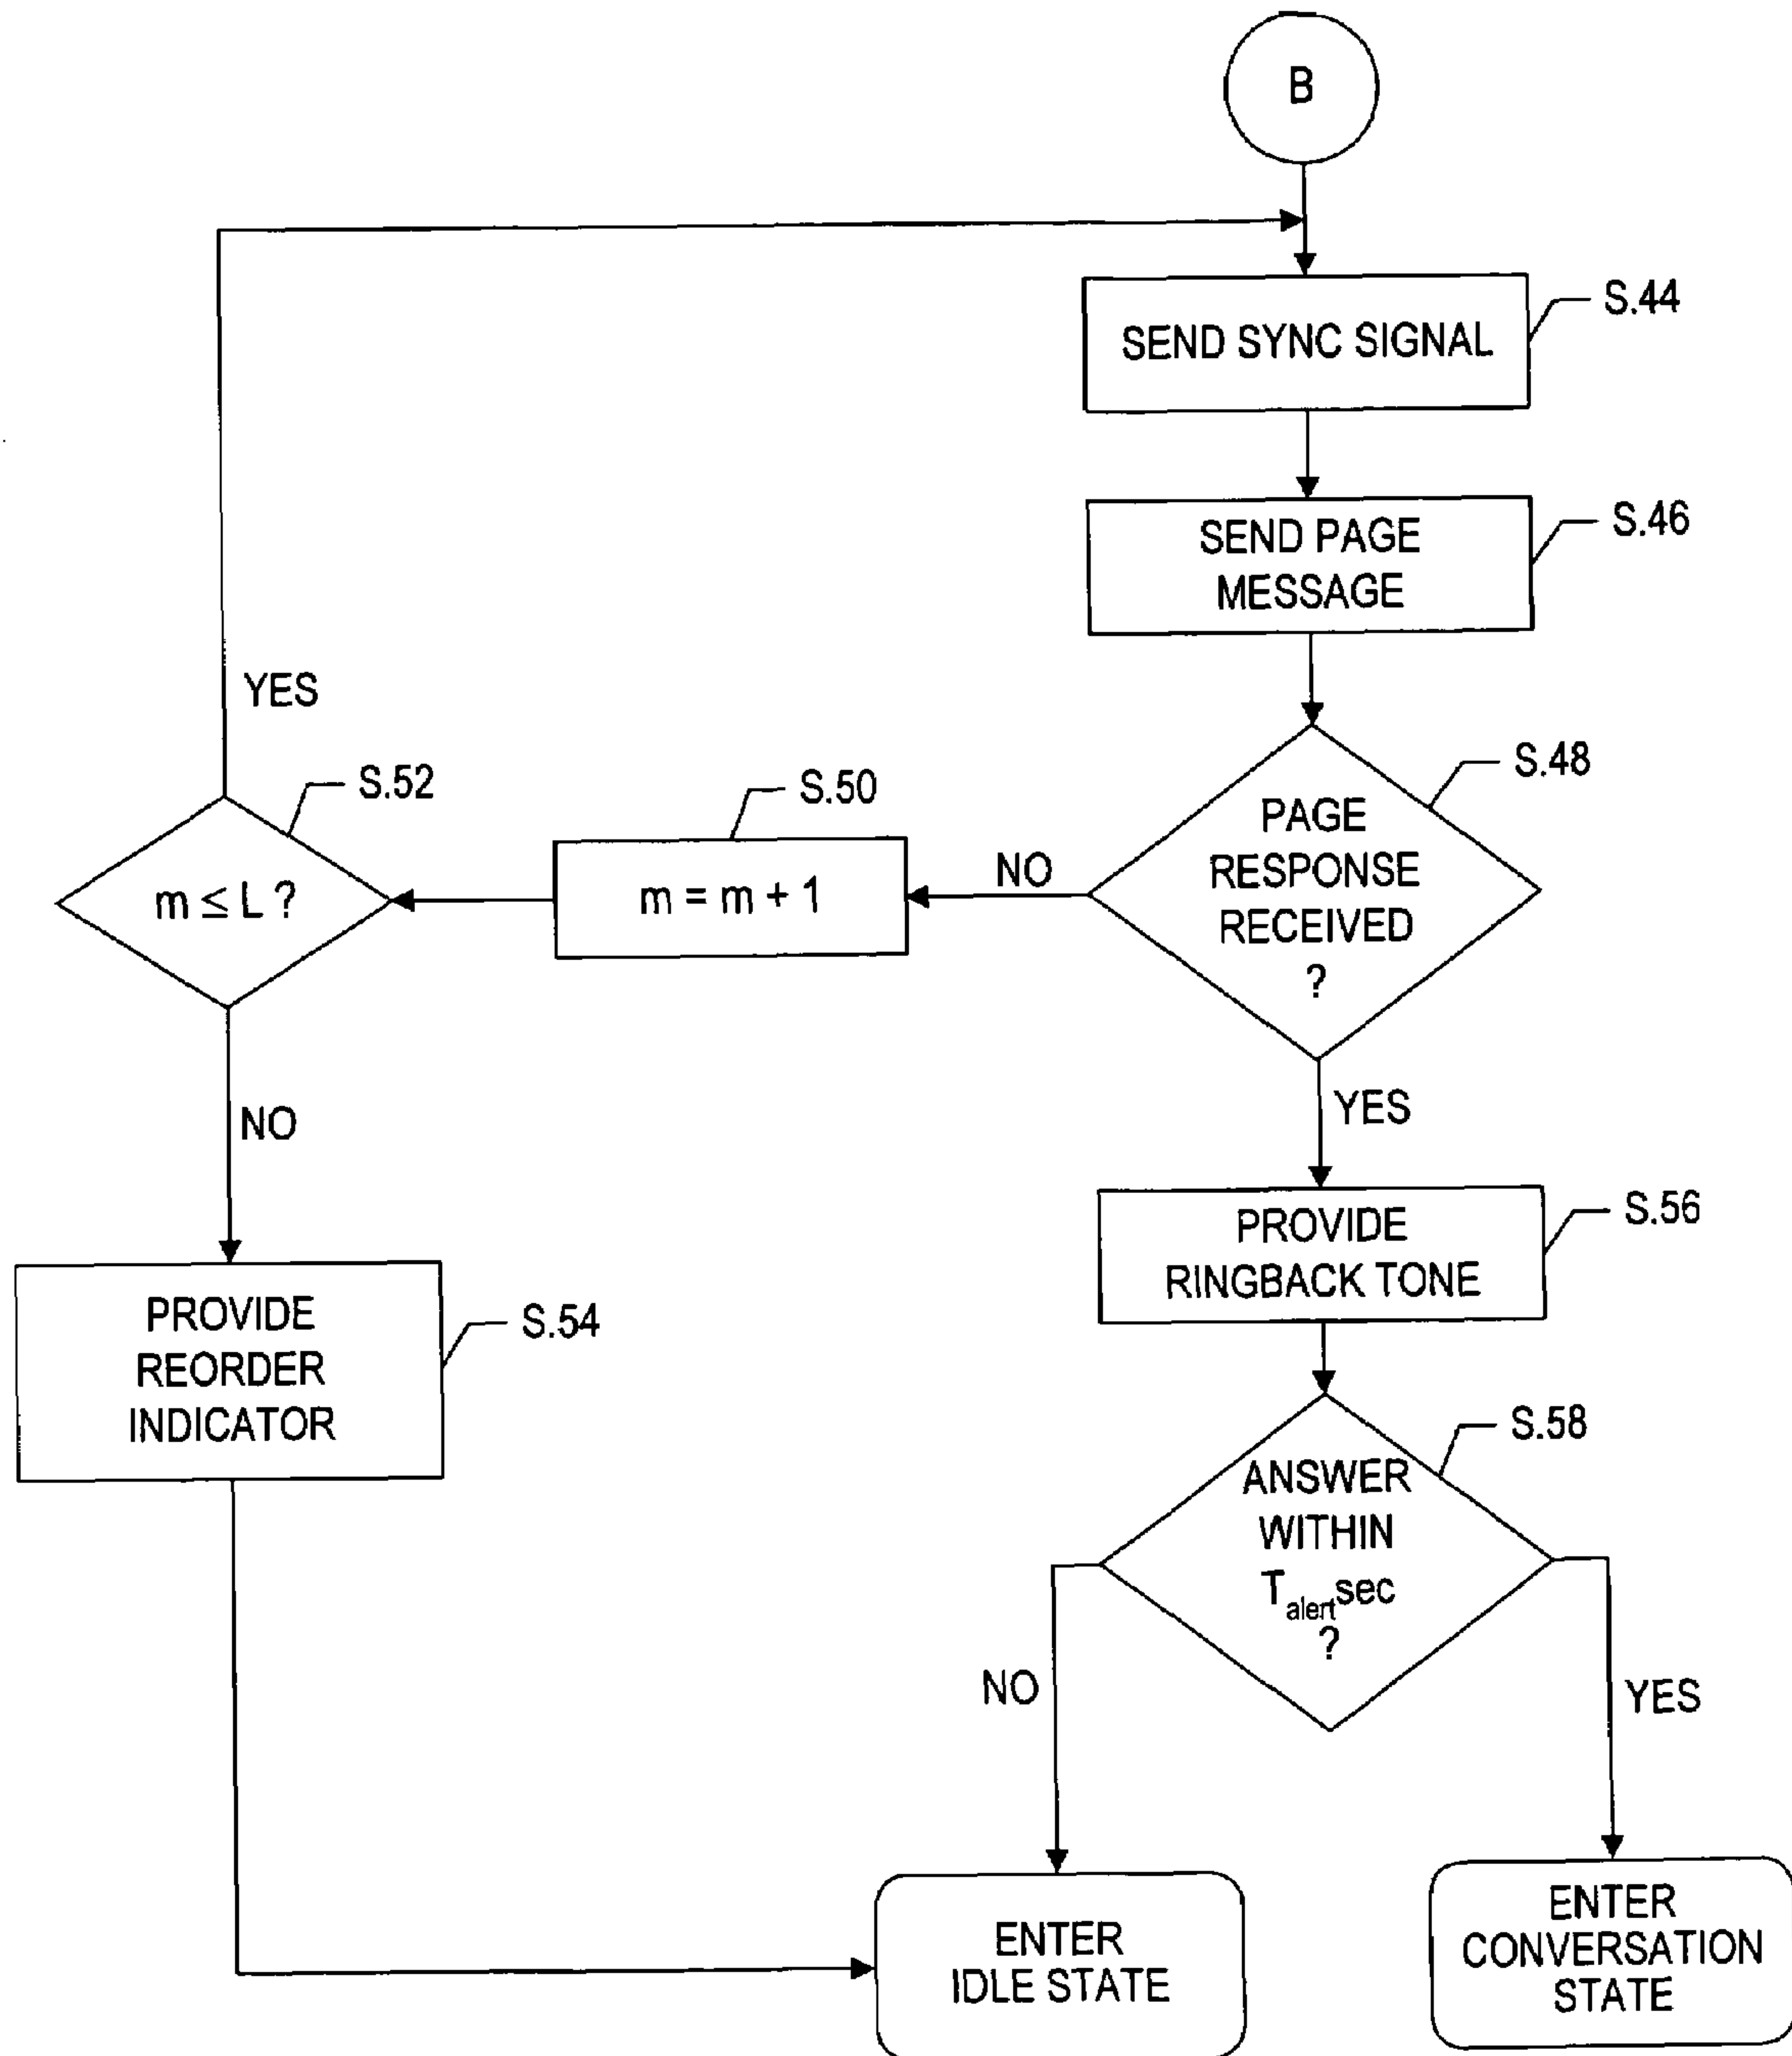 B
S.44
SEND SYNC SIGNAL
S.46
SEND PAGE
MESSAGE
YES
S.48
PAGE
RESPONSE
RECEIVED
?
S.52
m ≤ L ?
S.50
m = m + 1
NO
NO
YES
S.56
PROVIDE
RINGBACK TONE
S.54
PROVIDE
REORDER
INDICATOR
S.58
ANSWER
WITHIN
T_alert sec
?
NO
YES
ENTER
IDLE STATE
ENTER
CONVERSATION
STATE